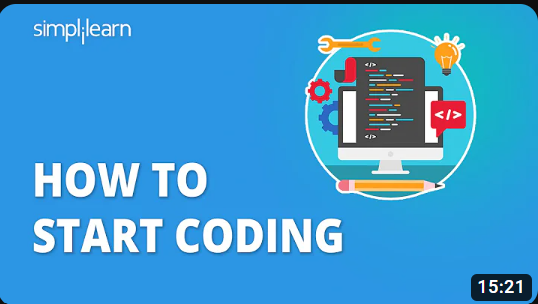 simplilearn
</>
</>
HOW TO
START CODING
</>
15:21